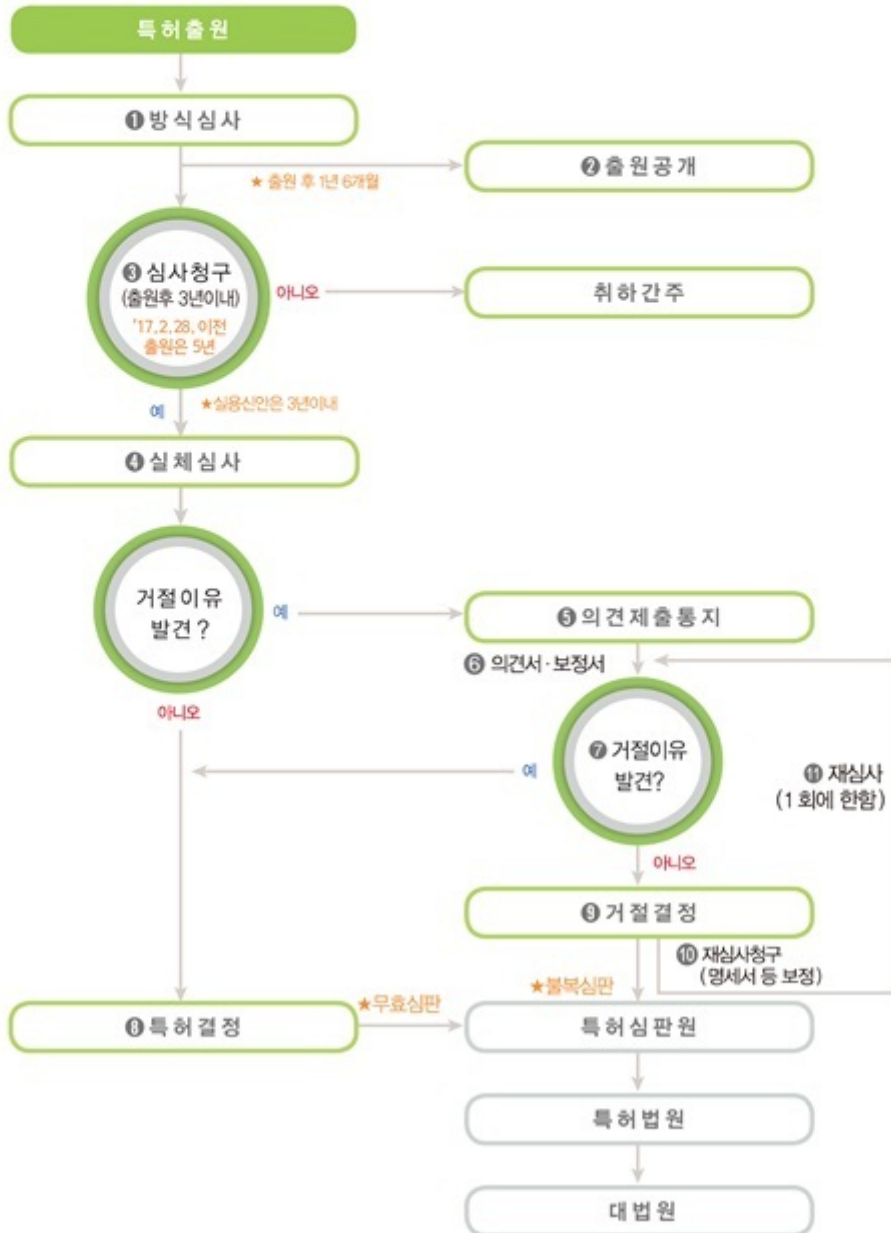 특허출원
❶ 방식심사
★ 출원 후 1년 6개월
❷ 출원공개
❸ 심사청구
(출원후 3년이내)
'17.2.28. 이전
출원은 5년
아니오
취하간주
예
★실용신안은 3년이내
❹ 실체심사
거절이유
발견?
예
❺ 의견제출통지
❻ 의견서·보정서
아니오
❼ 거절이유
발견?
예
⓫ 재심사
(1회에 한함)
아니오
❾ 거절결정
❿ 재심사청구
(명세서 등 보정)
★불복심판
❽ 특허결정
★무효심판
특허심판원
특허법원
대법원